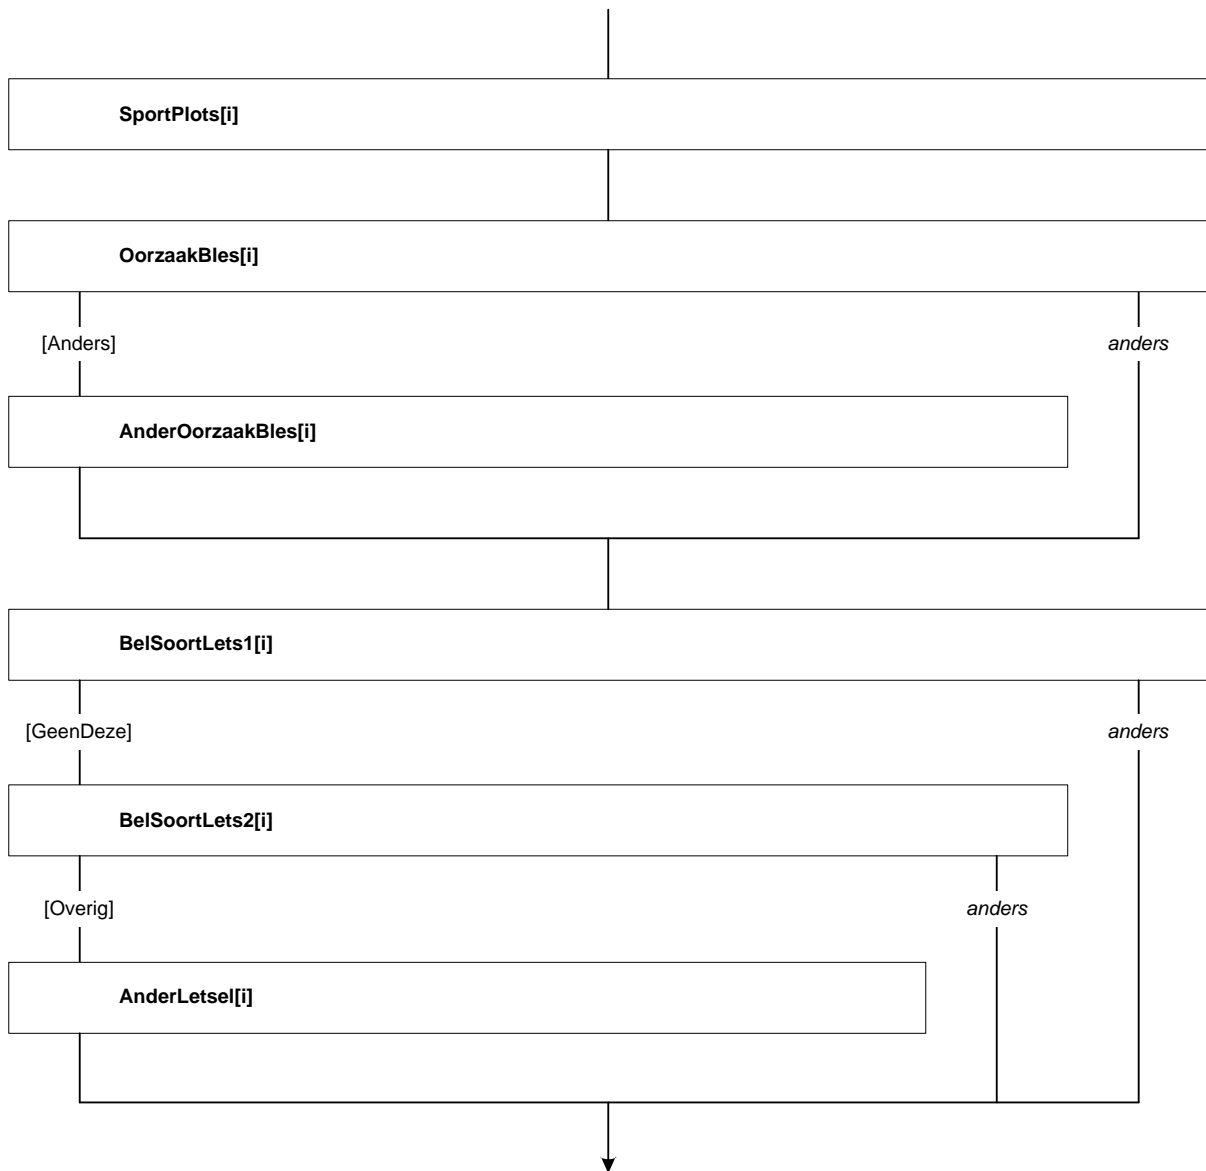 SportPlots[i]
OorzaakBles[i]
[Anders]
anders
AnderOorzaakBles[i]
BelSoortLets1[i]
[GeenDeze]
anders
BelSoortLets2[i]
[Overig]
anders
AnderLetsel[i]